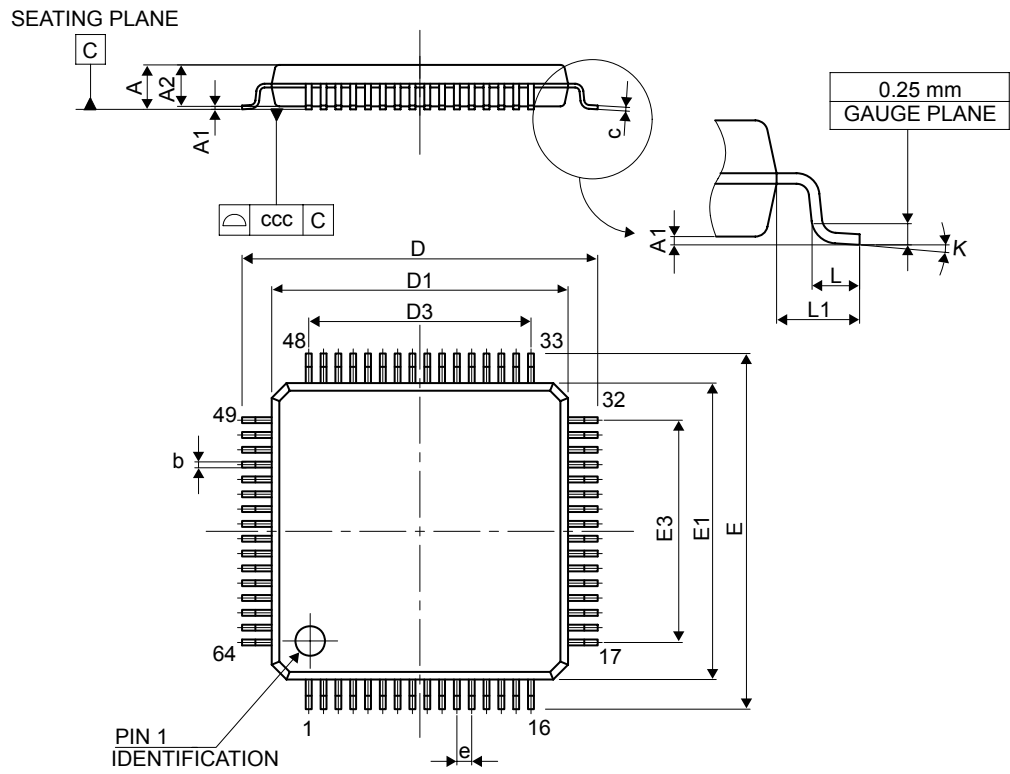 SEATING PLANE
C
A
A2
A1
c
0.25 mm
GAUGE PLANE
ccc C
A1
K
L
L1
D
D1
D3
48
33
49
32
b
E3
E1
E
64
17
1
16
PIN 1
IDENTIFICATION
e